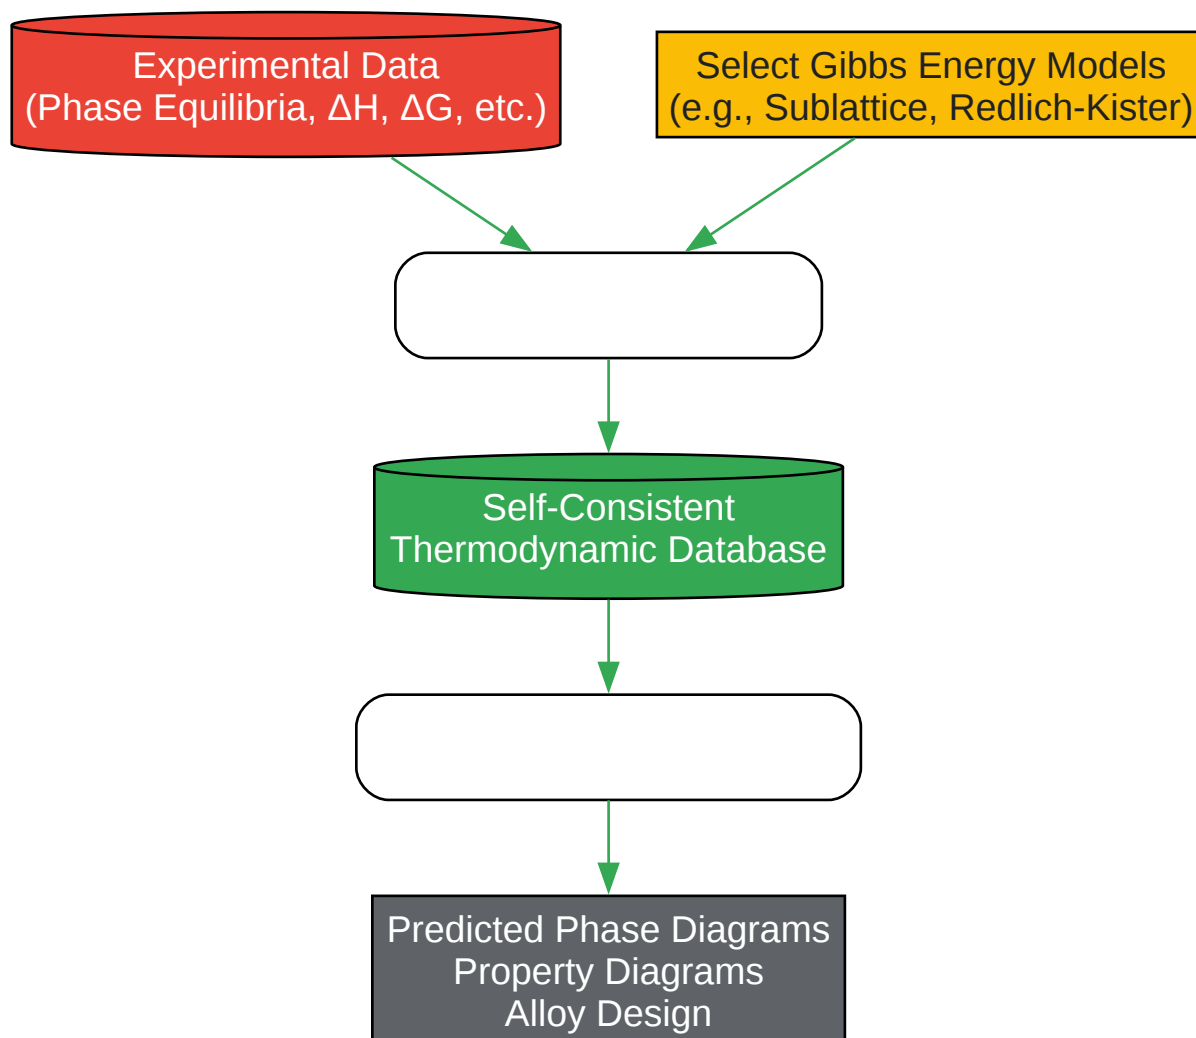 Experimental Data
(Phase Equilibria, ΔH, ΔG, etc.)
Select Gibbs Energy Models
(e.g., Sublattice, Redlich-Kister)
Self-Consistent
Thermodynamic Database
Predicted Phase Diagrams
Property Diagrams
Alloy Design